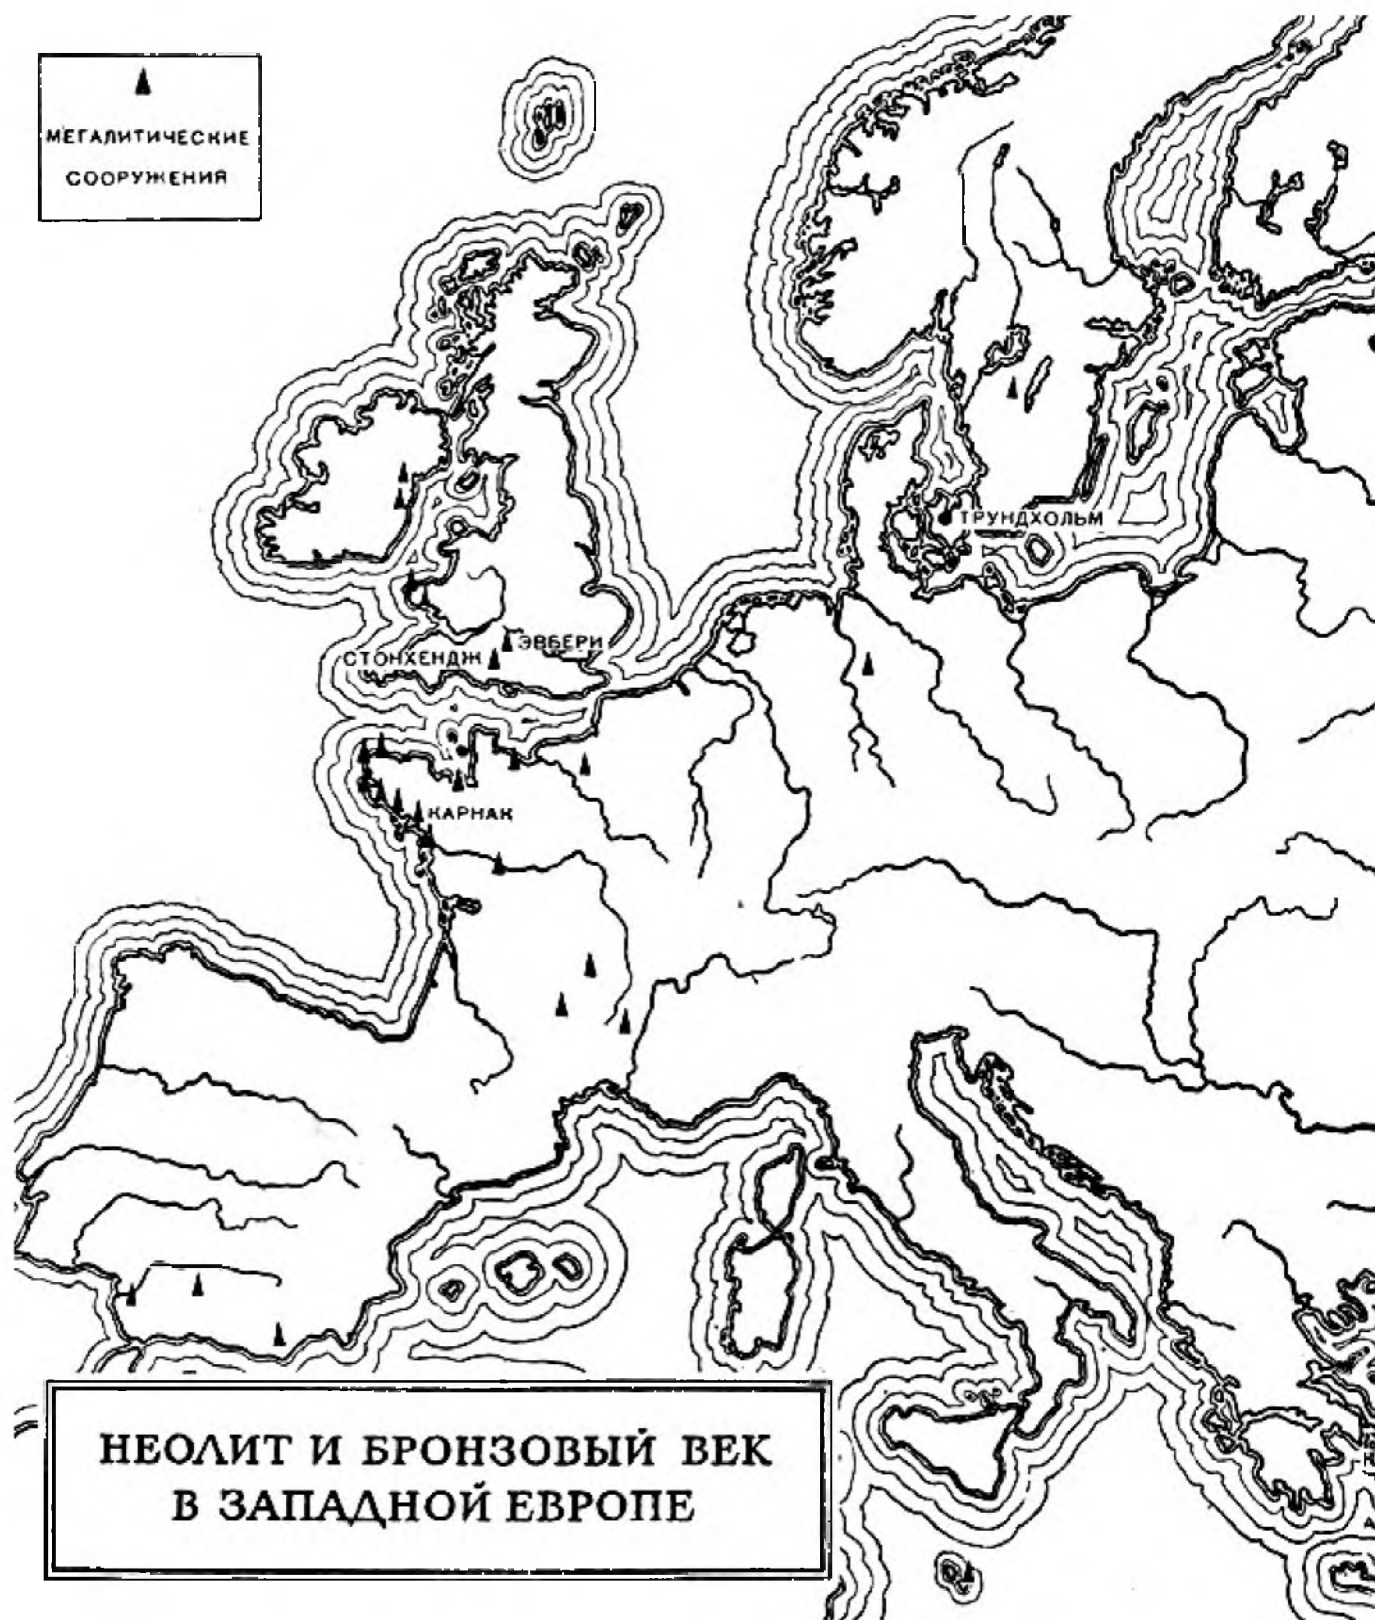 МЕГАЛИТИЧЕСКИЕ
СООРУЖЕНИЯ
ТРУНДХОЛЬМ
ЭВБЕРИ
СТОНХЕНДЖ
КАРНАК
НЕОЛИТ И БРОНЗОВЫЙ ВЕК
В ЗАПАДНОЙ ЕВРОПЕ